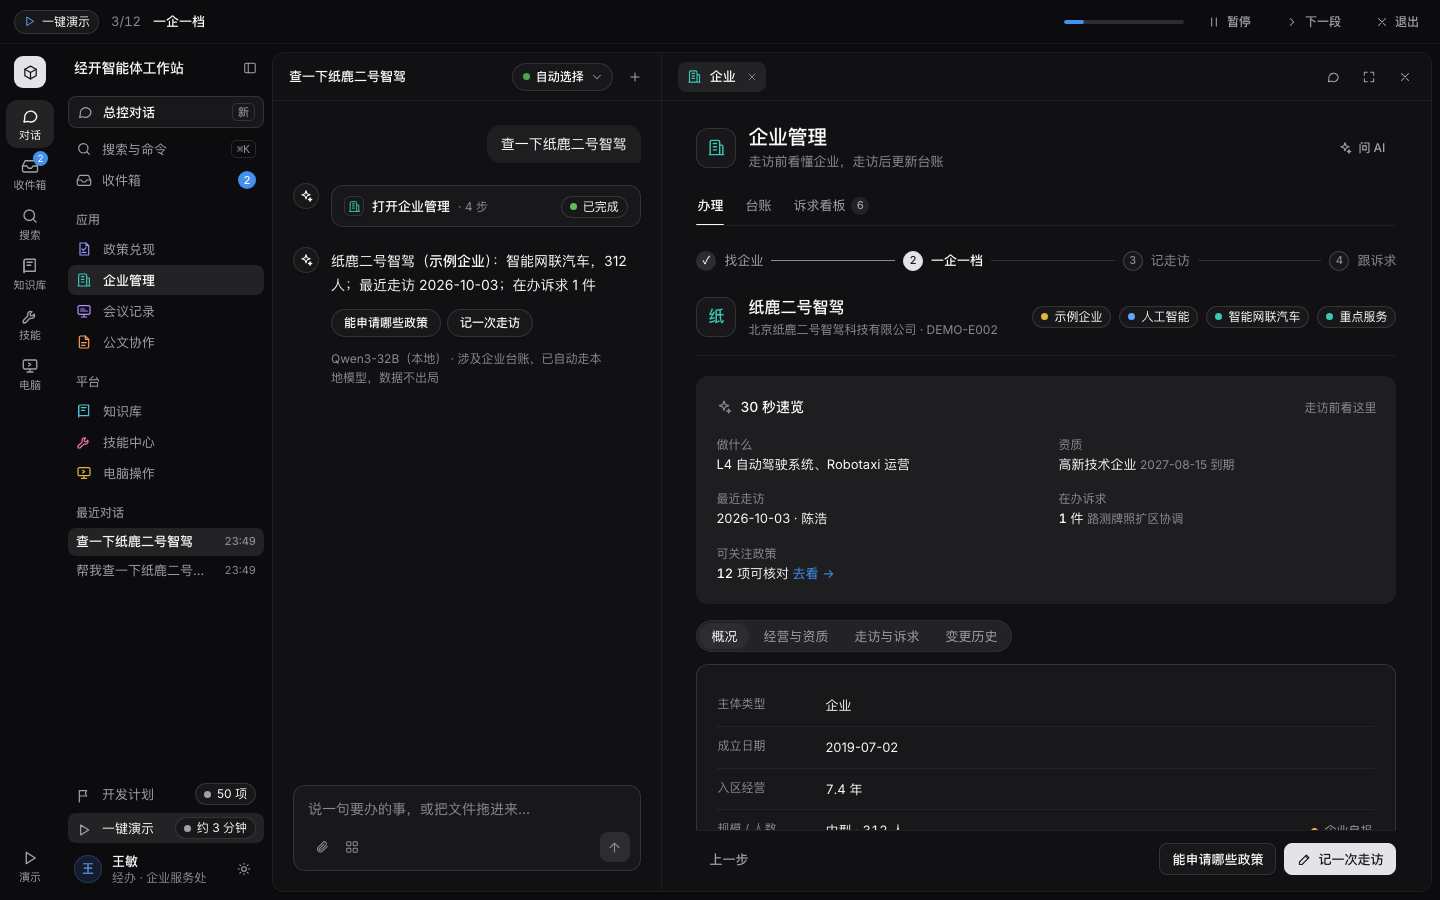 一键演示 3/12 一企一档
暂停 下一段 退出
对话
2
收件箱
搜索
知识库
技能
电脑
演示
经开智能体工作站
总控对话 新
搜索与命令 ⌘K
收件箱 2
应用
政策兑现
企业管理
会议记录
公文协作
平台
知识库
技能中心
电脑操作
最近对话
查一下纸鹿二号智驾 23:49
帮我查一下纸鹿二号... 23:49
开发计划 50 项
一键演示 约 3 分钟
王 王敏
经办 · 企业服务处
查一下纸鹿二号智驾 自动选择
查一下纸鹿二号智驾
打开企业管理 · 4 步 已完成
纸鹿二号智驾（示例企业）：智能网联汽车，312
人；最近走访 2026-10-03；在办诉求 1 件
能申请哪些政策 记一次走访
Qwen3-32B（本地） · 涉及企业台账、已自动走本
地模型，数据不出局
说一句要办的事，或把文件拖进来...
企业
企业管理
走访前看懂企业，走访后更新台账
问 AI
办理 台账 诉求看板 6
找企业 2 一企一档 3 记走访 4 跟诉求
纸 纸鹿二号智驾
北京纸鹿二号智驾科技有限公司 · DEMO-E002
示例企业 人工智能 智能网联汽车 重点服务
30 秒速览 走访前看这里
做什么
L4 自动驾驶系统、Robotaxi 运营
资质
高新技术企业 2027-08-15 到期
最近走访
2026-10-03 · 陈浩
在办诉求
1 件 路测牌照扩区协调
可关注政策
12 项可核对 去看 →
概况 经营与资质 走访与诉求 变更历史
主体类型 企业
成立日期 2019-07-02
入区经营 7.4 年
规模 / 人数 中型 · 312 人 企业自报
上一步 能申请哪些政策 记一次走访